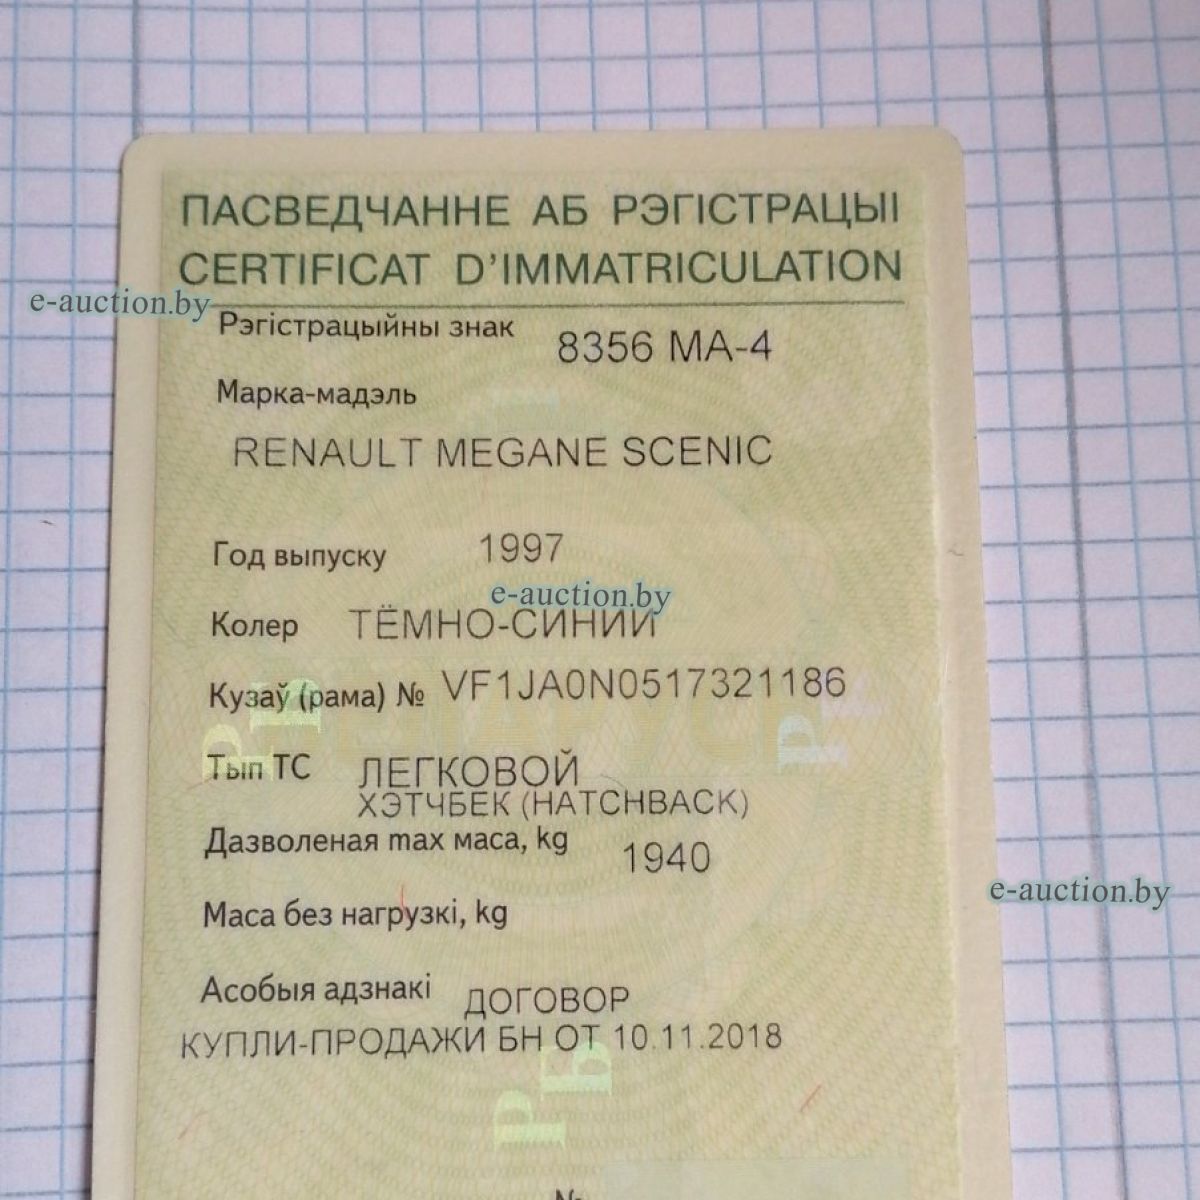 ПАСВЕДЧАННЕ АБ РЭГІСТРАЦЫІ
CERTIFICAT D'IMMATRICULATION
e-auction.by
Рэгістрацыйны знак 8356 МА-4
Марка-мадэль
RENAULT MEGANE SCENIC
Год выпуску 1997
e-auction.by
Колер ТЁМНО-СИНИЙ
Кузаў (рама) № VF1JA0N0517321186
Тып ТС ЛЕГКОВОЙ
ХЭТЧБЕК (HATCHBACK)
Дазволеная max маса, kg 1940
e-auction.by
Маса без нагрузкі, kg
Асобыя адзнакі ДОГОВОР
КУПЛИ-ПРОДАЖИ БН ОТ 10.11.2018
№